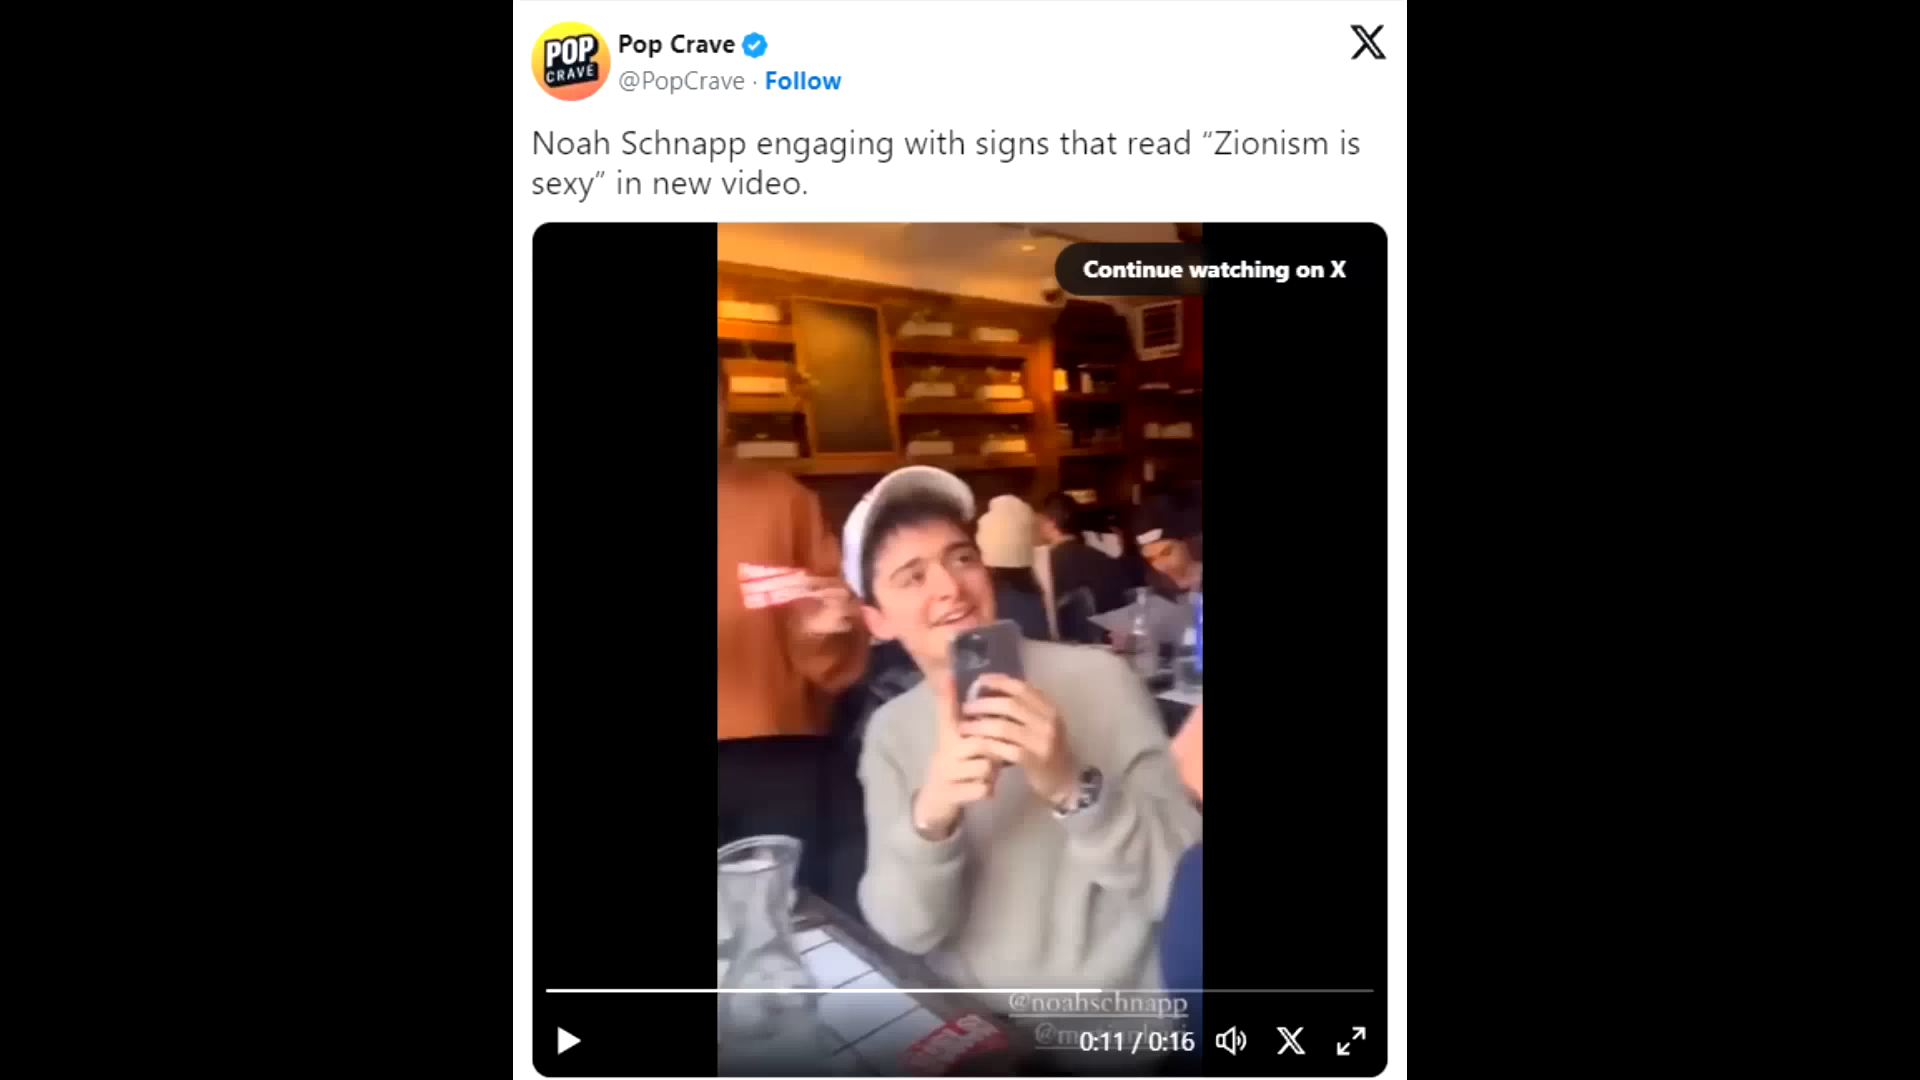 POP
CRAVE
Pop Crave
@PopCrave · Follow
Noah Schnapp engaging with signs that read “Zionism is
sexy” in new video.
Continue watching on X
@noahschnapp
0:11 / 0:16